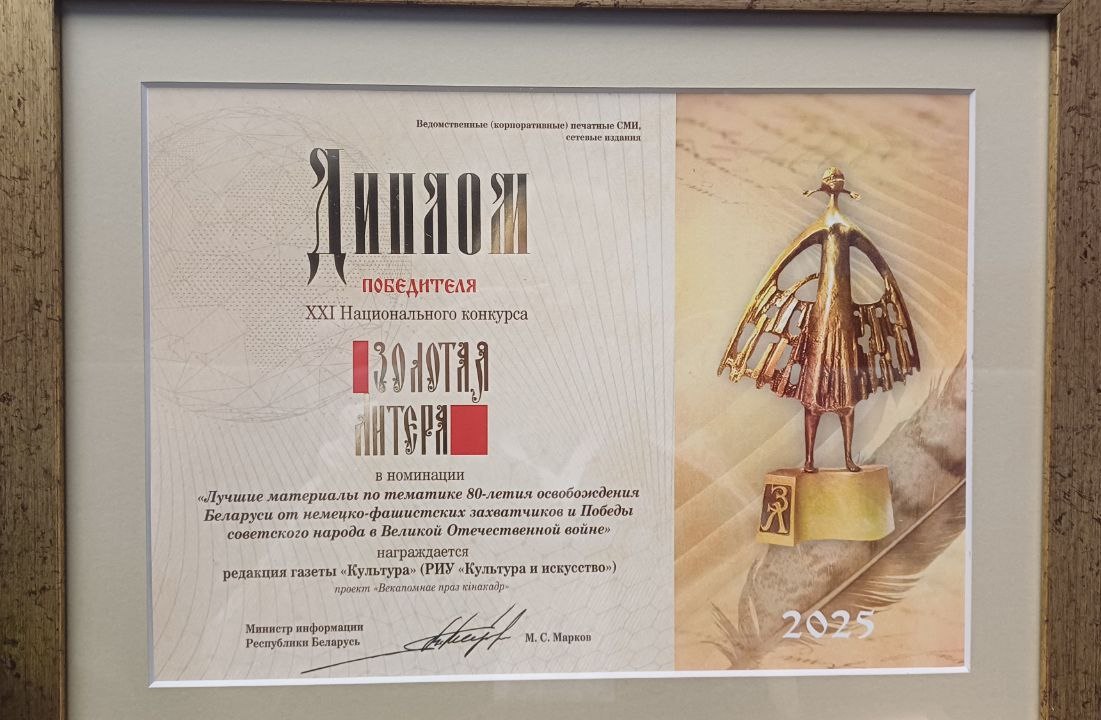 Ведомственные (корпоративные) печатные СМИ,
сетевые издания
Диплом
ПОБЕДИТЕЛЯ
XXI Национального конкурса
ЗОЛОТАЯ
ЛИТЕРА
в номинации
«Лучшие материалы по тематике 80-летия освобождения
Беларуси от немецко-фашистских захватчиков и Победы
советского народа в Великой Отечественной войне»
награждается
редакция газеты «Культура» (РИУ «Культура и искусство»)
проект «Векапомнае праз кінакадр»
Министр информации
Республики Беларусь
М. С. Марков
ЗЛ
2025